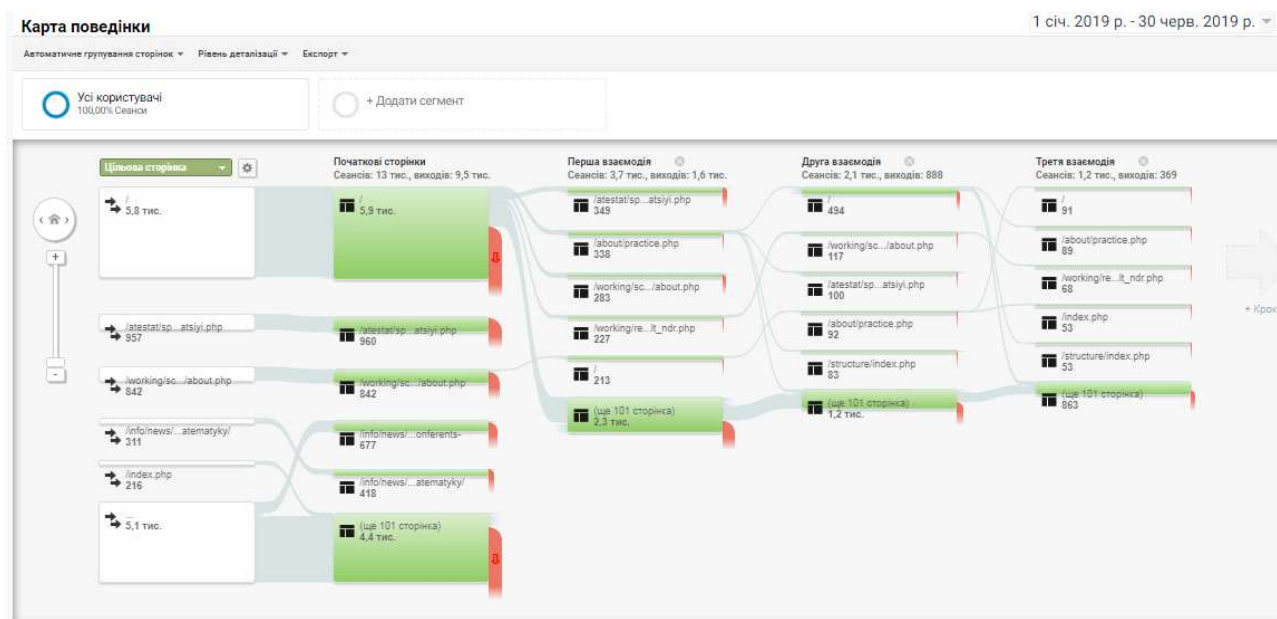 Карта поведінки
1 січ. 2019 р. - 30 черв. 2019 р.
Автоматичне групування сторінок
Рівень деталізації
Експорт
Усі користувачі
100,00% Сеанси
+ Додати сегмент
Цільова сторінка
/
5,8 тис.
/atestat/sp...atsiyi.php
957
/working/sc.../about.php
842
/info/news/...atematyky/
311
/index.php
216
...
5,1 тис.
Початкові сторінки
Сеансів: 13 тис., виходів: 9,5 тис.
/
5,9 тис.
/atestat/sp...atsiyi.php
960
/working/sc.../about.php
842
/info/news/...onferents-
677
/info/news/...atematyky/
418
(ще 101 сторінка)
4,4 тис.
Перша взаємодія
Сеансів: 3,7 тис., виходів: 1,6 тис.
/atestat/sp...atsiyi.php
349
/about/practice.php
338
/working/sc.../about.php
283
/working/re...lt_ndr.php
227
/
213
(ще 101 сторінка)
2,3 тис.
Друга взаємодія
Сеансів: 2,1 тис., виходів: 888
/
494
/working/sc.../about.php
117
/atestat/sp...atsiyi.php
100
/about/practice.php
92
/structure/index.php
83
(ще 101 сторінка)
1,2 тис.
Третя взаємодія
Сеансів: 1,2 тис., виходів: 369
/
91
/about/practice.php
89
/working/re...lt_ndr.php
68
/index.php
53
/structure/index.php
53
(ще 101 сторінка)
863
+ Крок